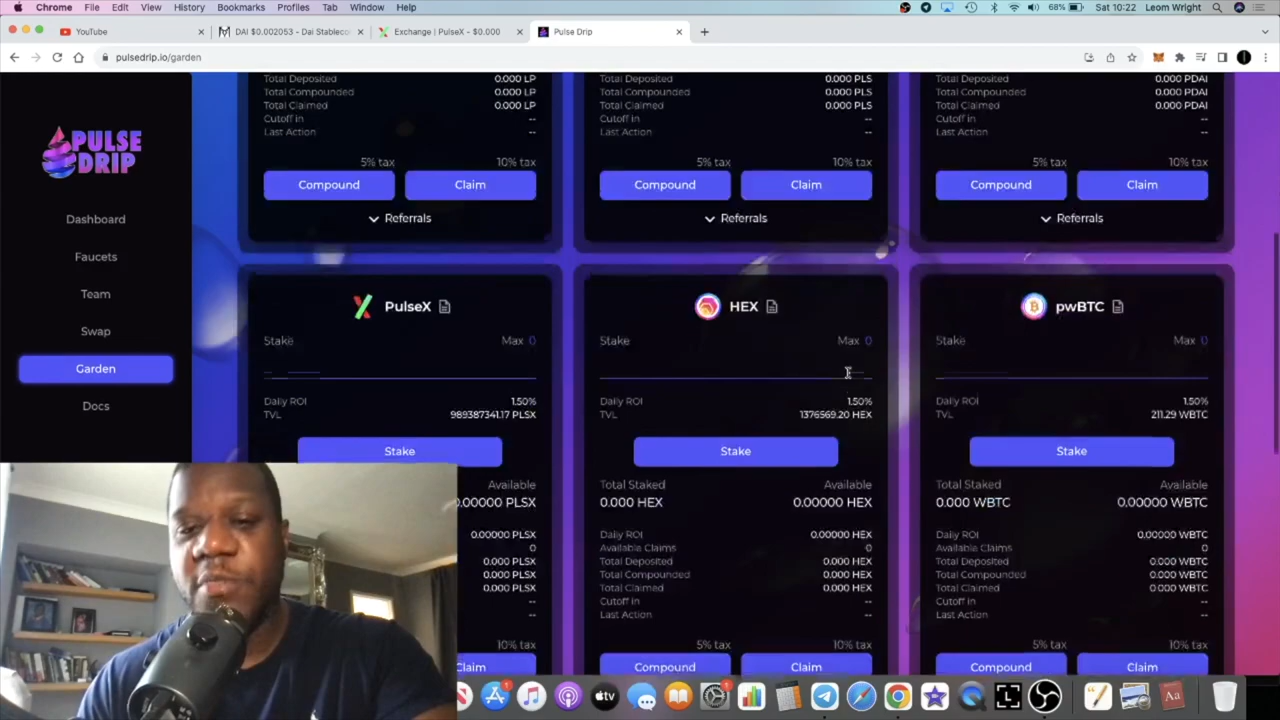 Chrome File Edit View History Bookmarks Profiles Tab Window Help 68% Sat 10:22 Leom Wright
YouTube DAI $0.002053 - Dai Stablec Exchange | PulseX - $0.000 Pulse Drip
pulsedrip.io/garden
PULSE
DRIP
Dashboard
Faucets
Team
Swap
Garden
Docs
Total Deposited 0.000 LP
Total Compounded 0.000 LP
Total Claimed 0.000 LP
Cutoff in --
Last Action --
5% tax 10% tax
Compound Claim
Referrals
Total Deposited 0.000 PLS
Total Compounded 0.000 PLS
Total Claimed 0.000 PLS
Cutoff in --
Last Action --
5% tax 10% tax
Compound Claim
Referrals
Total Deposited 0.000 PDAI
Total Compounded 0.000 PDAI
Total Claimed 0.000 PDAI
Cutoff in --
Last Action --
5% tax 10% tax
Compound Claim
Referrals
PulseX
Stake Max 0
Daily ROI 1.50%
TVL 989387341.17 PLSX
Stake
Available
0.00000 PLSX
0.00000 PLSX
0
0.000 PLSX
0.000 PLSX
0.000 PLSX
--
--
10% tax
Claim
HEX
Stake Max 0
Daily ROI 1.50%
TVL 1376569.20 HEX
Stake
Total Staked Available
0.000 HEX 0.00000 HEX
Daily ROI 0.00000 HEX
Available Claims 0
Total Deposited 0.000 HEX
Total Compounded 0.000 HEX
Total Claimed 0.000 HEX
Cutoff in --
Last Action --
5% tax 10% tax
Compound Claim
pwBTC
Stake Max 0
Daily ROI 1.50%
TVL 211.29 WBTC
Stake
Total Staked Available
0.000 WBTC 0.00000 WBTC
Daily ROI 0.00000 WBTC
Available Claims 0
Total Deposited 0.000 WBTC
Total Compounded 0.000 WBTC
Total Claimed 0.000 WBTC
Cutoff in --
Last Action --
5% tax 10% tax
Compound Claim
tv
Aa